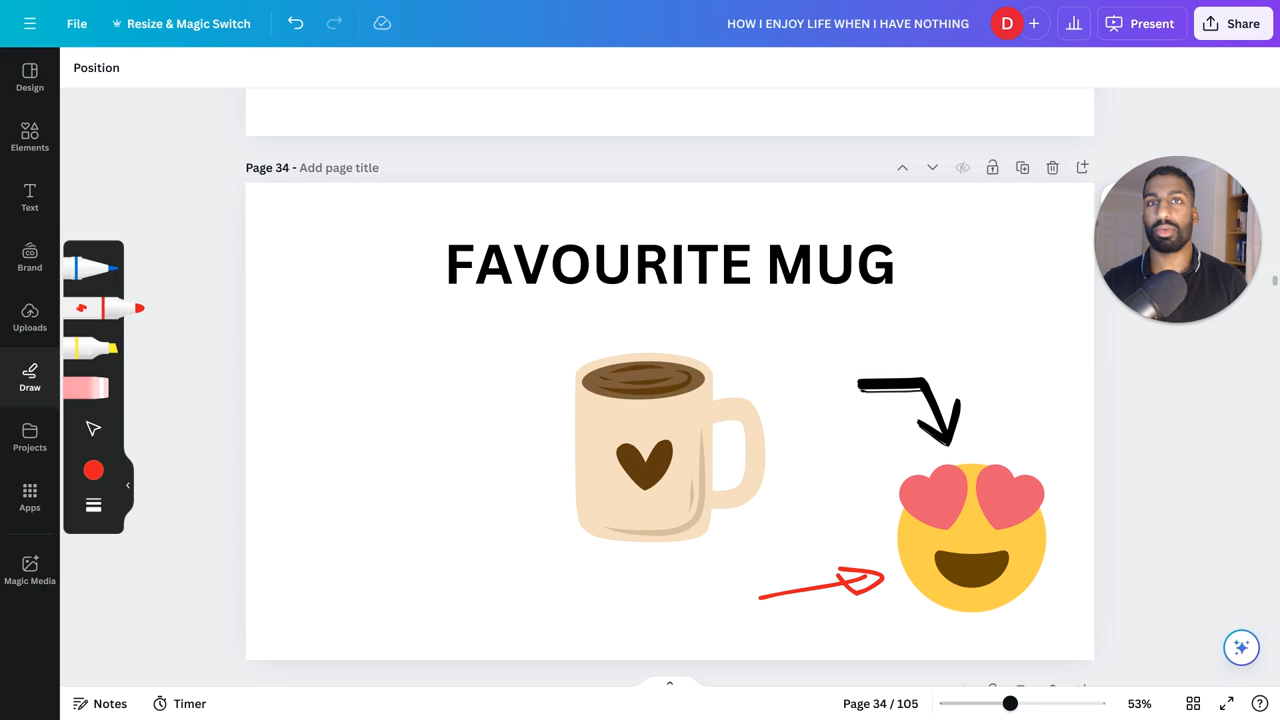 File
Resize & Magic Switch
HOW I ENJOY LIFE WHEN I HAVE NOTHING
D
Present
Share
Position
Design
Elements
Text
Brand
Uploads
Draw
Projects
Apps
Magic Media
Page 34 - Add page title
FAVOURITE MUG
Notes
Timer
Page 34 / 105
53%